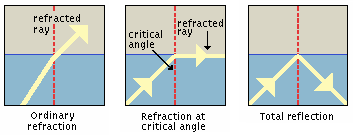 refracted
ray
critical
angle
refracted
ray
Ordinary
refraction
Refraction at
critical angle
Total reflection